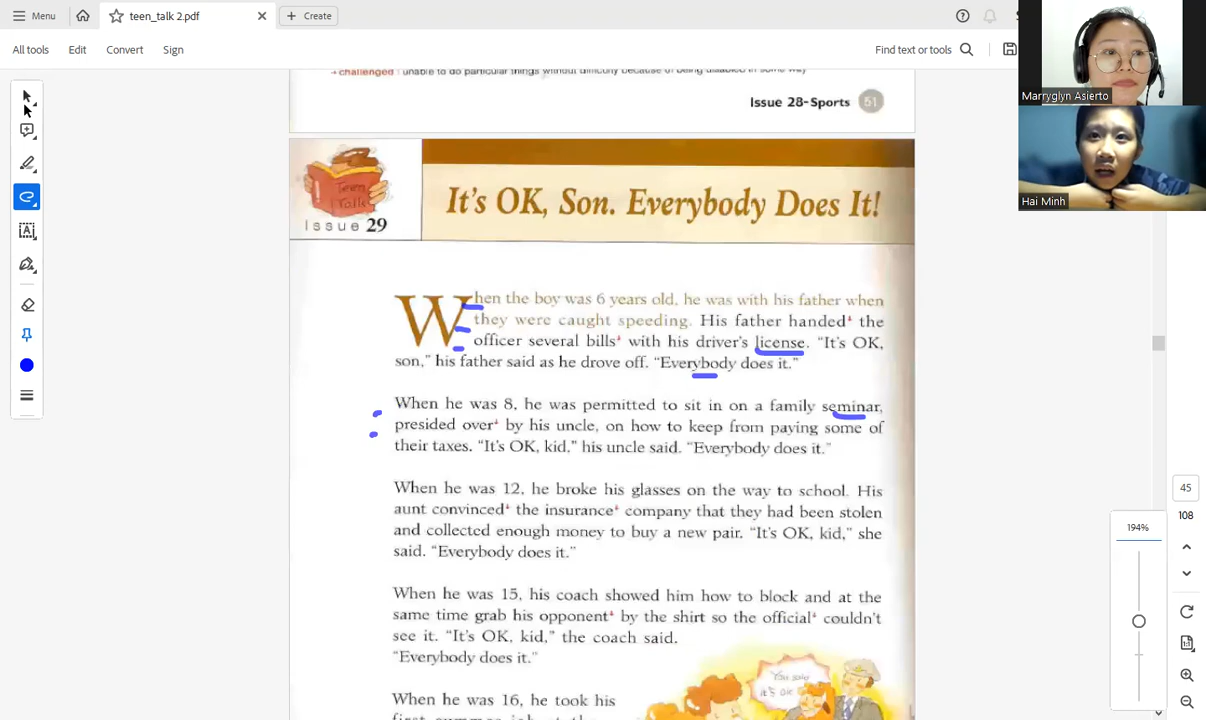 Menu
teen_talk 2.pdf
Create
All tools
Edit
Convert
Sign
Find text or tools
Marryglyn Asierto
Hai Minh
challenged : unable to do particular things without difficulty because of being disabled in some way
Issue 28-Sports 51
Teen Talk
Issue 29
It's OK, Son. Everybody Does It!
When the boy was 6 years old, he was with his father when
they were caught speeding. His father handed the
officer several bills with his driver's license. "It's OK,
son," his father said as he drove off. "Everybody does it."
When he was 8, he was permitted to sit in on a family seminar,
presided over by his uncle, on how to keep from paying some of
their taxes. "It's OK, kid," his uncle said. "Everybody does it."
When he was 12, he broke his glasses on the way to school. His
aunt convinced the insurance company that they had been stolen
and collected enough money to buy a new pair. "It's OK, kid," she
said. "Everybody does it."
When he was 15, his coach showed him how to block and at the
same time grab his opponent by the shirt so the official couldn't
see it. "It's OK, kid," the coach said.
"Everybody does it."
When he was 16, he took his
first summer job at the
You said
it's OK
45
108
194%